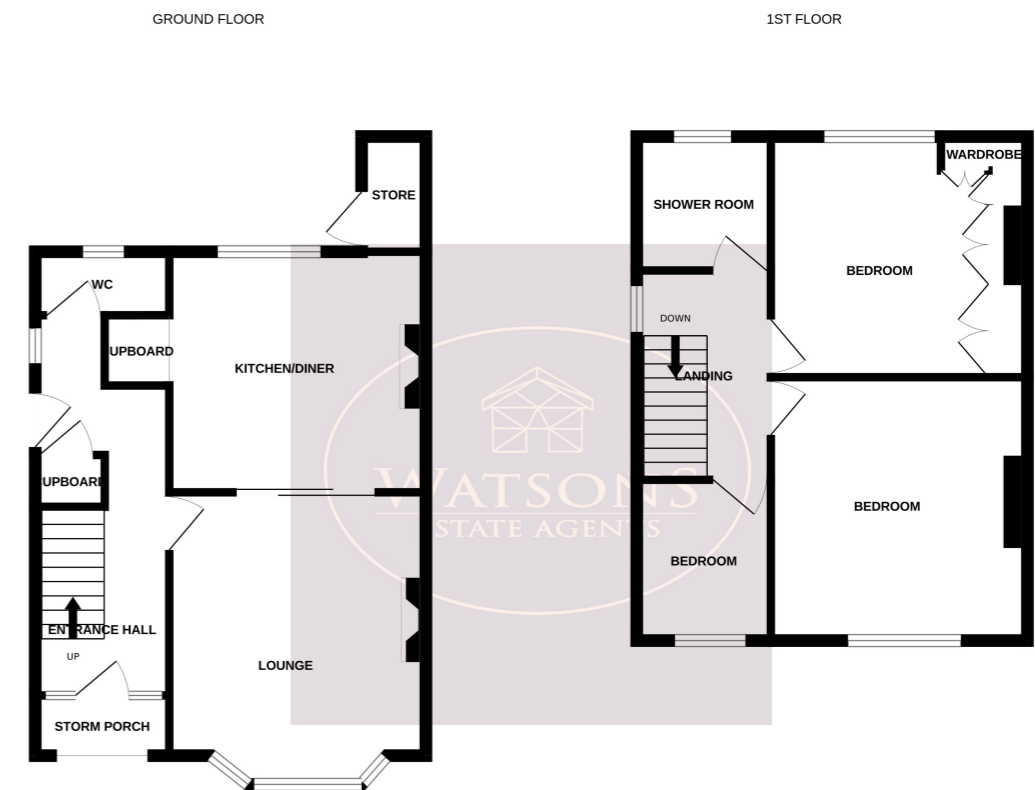 GROUND FLOOR
1ST FLOOR
WARDROBE
STORE
SHOWER ROOM
BEDROOM
WC
DOWN
UPBOARD
KITCHEN/DINER
LANDING
UPBOARD
WATSONS
ESTATE AGENTS
BEDROOM
BEDROOM
ENTRANCE HALL
UP
LOUNGE
STORM PORCH